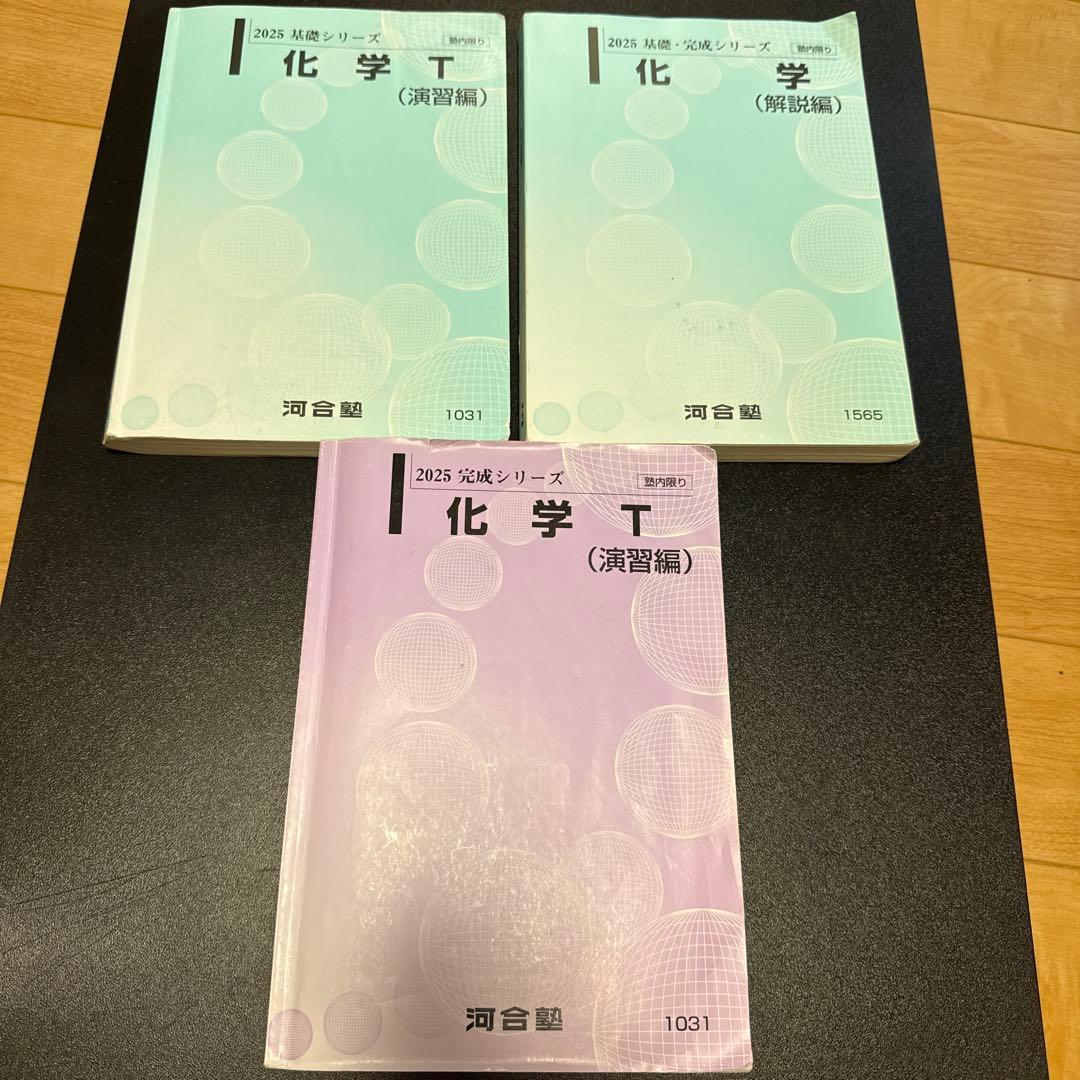 2025 基礎シリーズ
塾内限り
化 学 T
(演習編)
河合塾
1031
2025 基礎・完成シリーズ
塾内限り
化 学
(解説編)
河合塾
1565
2025 完成シリーズ
塾内限り
化 学 T
(演習編)
河合塾
1031